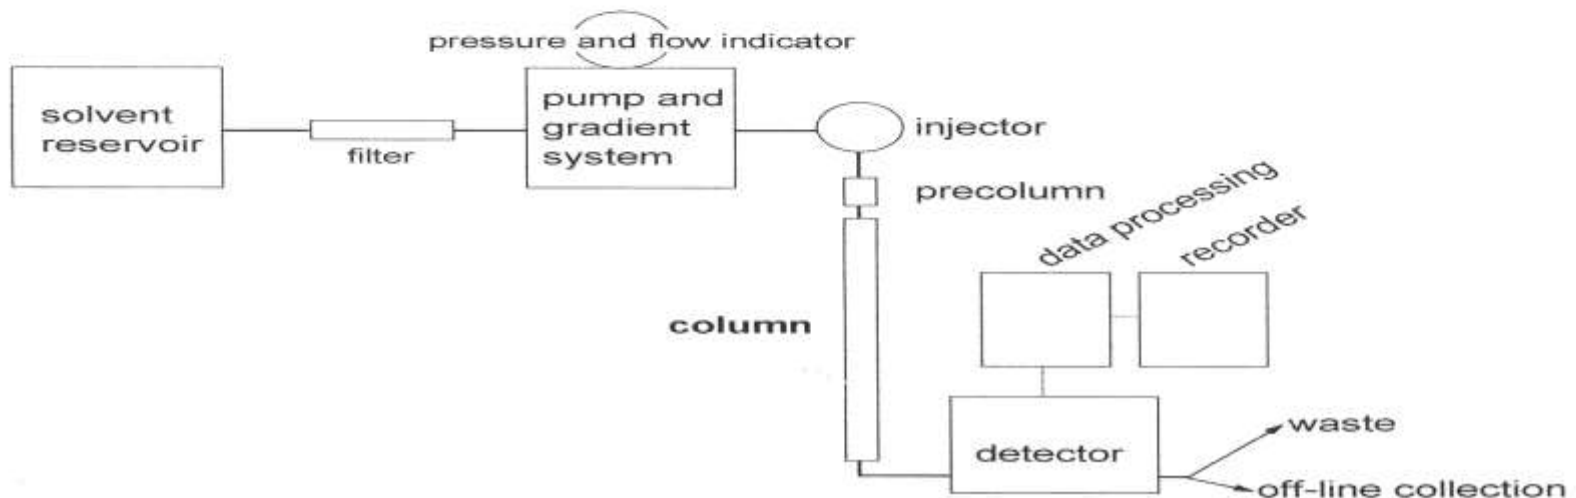 pressure and flow indicator
solvent
reservoir
filter
pump and
gradient
system
injector
precolumn
data processing
recorder
column
detector
waste
off-line collection